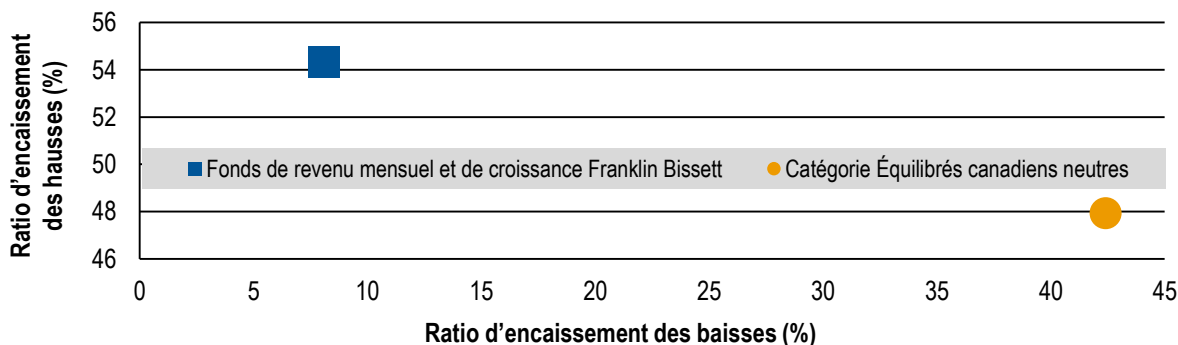 Ratio d'encaissement
des hausses (%)
56
54
52
50
48
46
Fonds de revenu mensuel et de croissance Franklin Bissett
Catégorie Équilibrés canadiens neutres
0 5 10 15 20 25 30 35 40 45
Ratio d'encaissement des baisses (%)